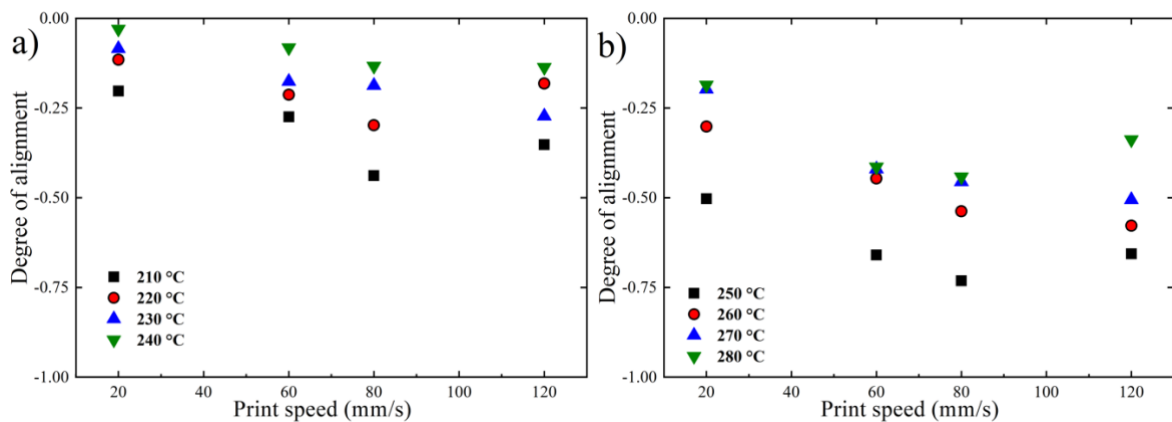 a)
Degree of alignment
0.00
-0.25
-0.50
-0.75
-1.00
210 °C
220 °C
230 °C
240 °C
20 40 60 80 100 120
Print speed (mm/s)
b)
Degree of alignment
0.00
-0.25
-0.50
-0.75
-1.00
250 °C
260 °C
270 °C
280 °C
20 40 60 80 100 120
Print speed (mm/s)